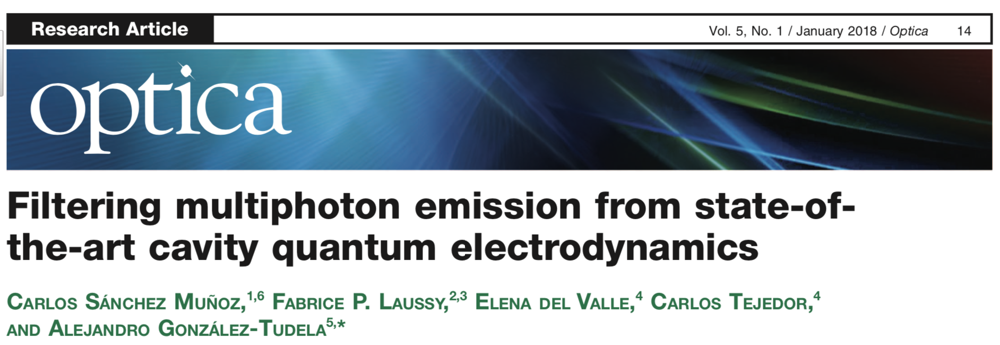 Research Article
Vol. 5, No. 1 / January 2018 / Optica 14
optica
Filtering multiphoton emission from state-of-
the-art cavity quantum electrodynamics
CARLOS SÁNCHEZ MUÑOZ,1,6 FABRICE P. LAUSSY,2,3 ELENA DEL VALLE,4 CARLOS TEJEDOR,4
AND ALEJANDRO GONZÁLEZ-TUDELA5,*